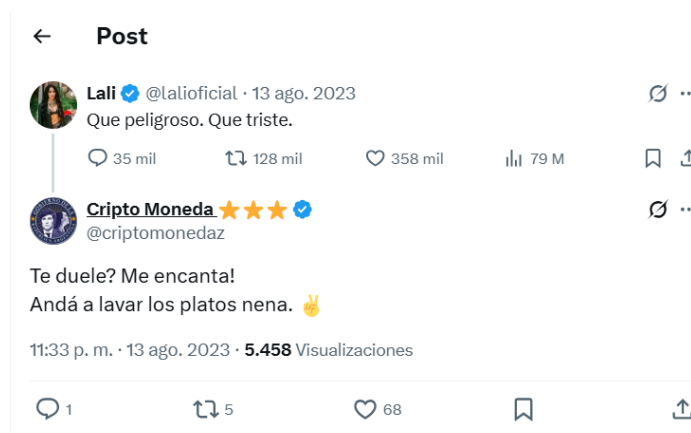 Post
Lali @lalioficial · 13 ago. 2023
Que peligroso. Que triste.
35 mil 128 mil 358 mil 79 M
Cripto Moneda
@criptomonedaz
Te duele? Me encanta!
Andá a lavar los platos nena. ✌️
11:33 p. m. · 13 ago. 2023 · 5.458 Visualizaciones
1 5 68